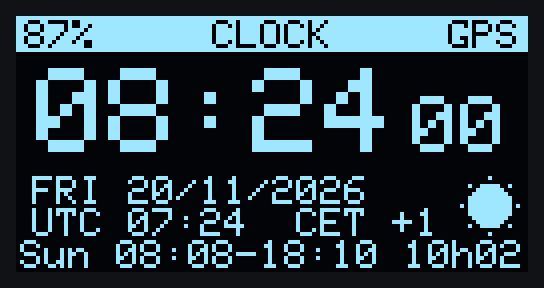 87% CLOCK GPS
08:24 00
FRI 20/11/2026
UTC 07:24 CET +1
Sun 08:08-18:10 10h02